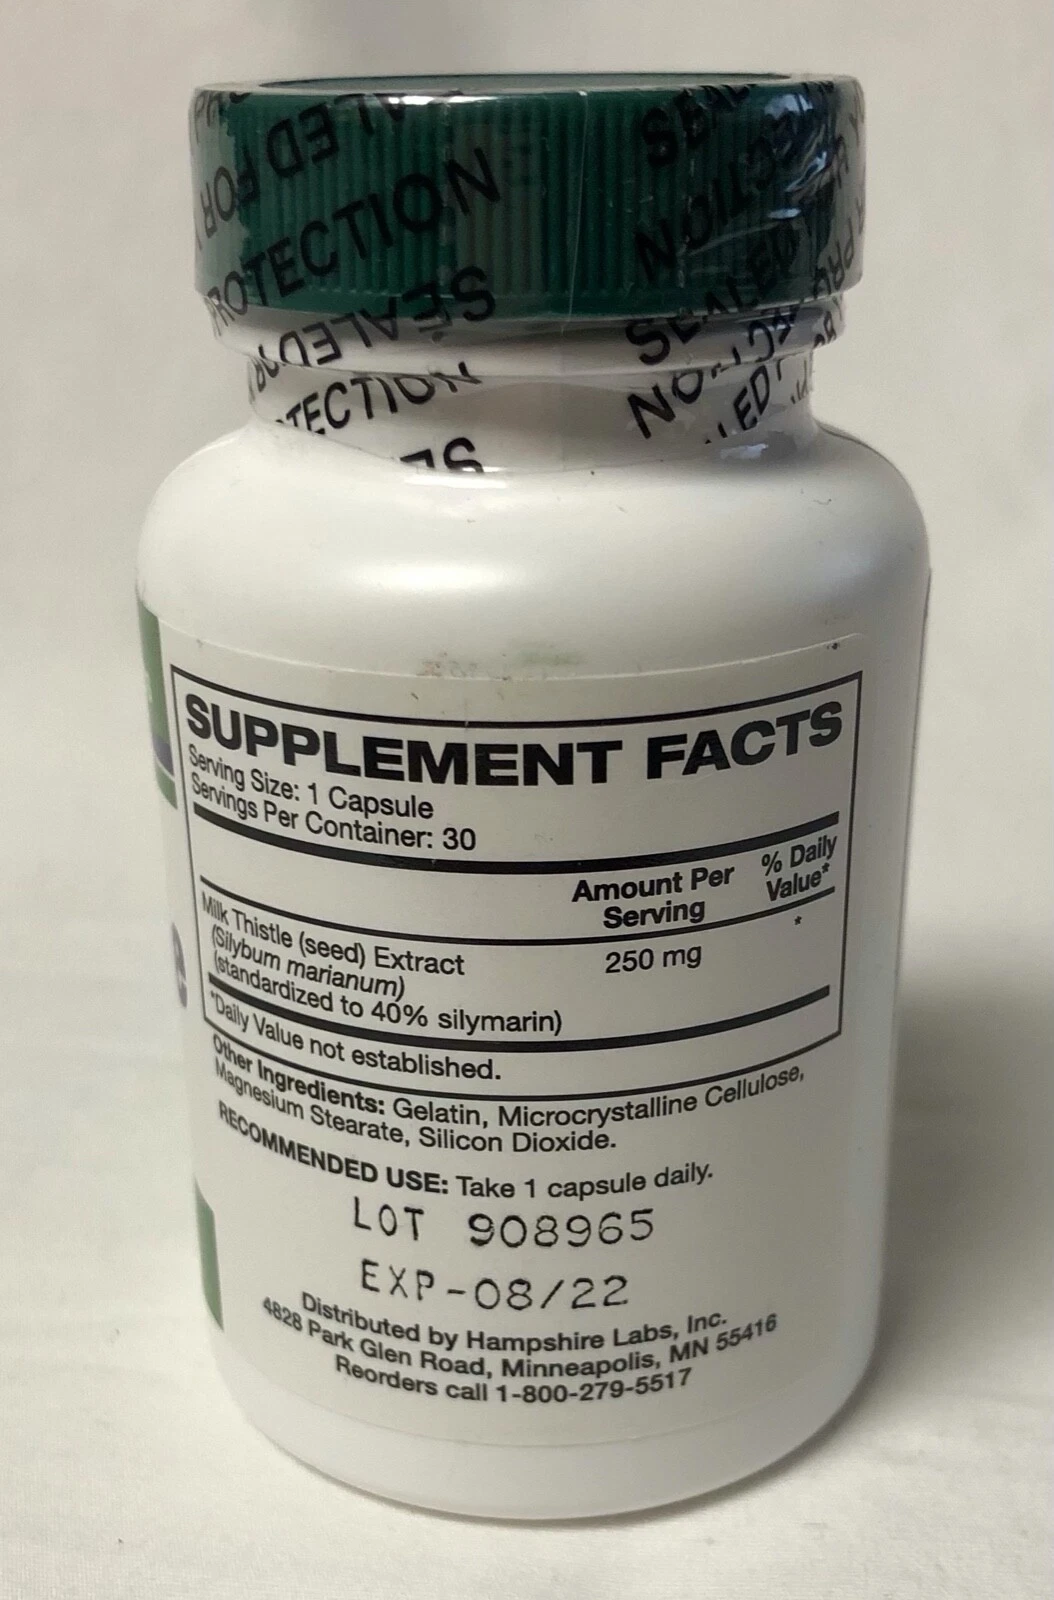 SEALED FOR
PROTECTION
SEALED FOR
PROTECTION
SEALED
PROTECTION
SUPPLEMENT FACTS
Serving Size: 1 Capsule
Servings Per Container: 30
Amount Per Serving
% Daily Value*
Milk Thistle (seed) Extract 250 mg *
(Silybum marianum)
(standardized to 40% silymarin)
*Daily Value not established.
Other Ingredients: Gelatin, Microcrystalline Cellulose,
Magnesium Stearate, Silicon Dioxide.
RECOMMENDED USE: Take 1 capsule daily.
LOT 908965
EXP-08/22
Distributed by Hampshire Labs, Inc.
4828 Park Glen Road, Minneapolis, MN 55416
Reorders call 1-800-279-5517